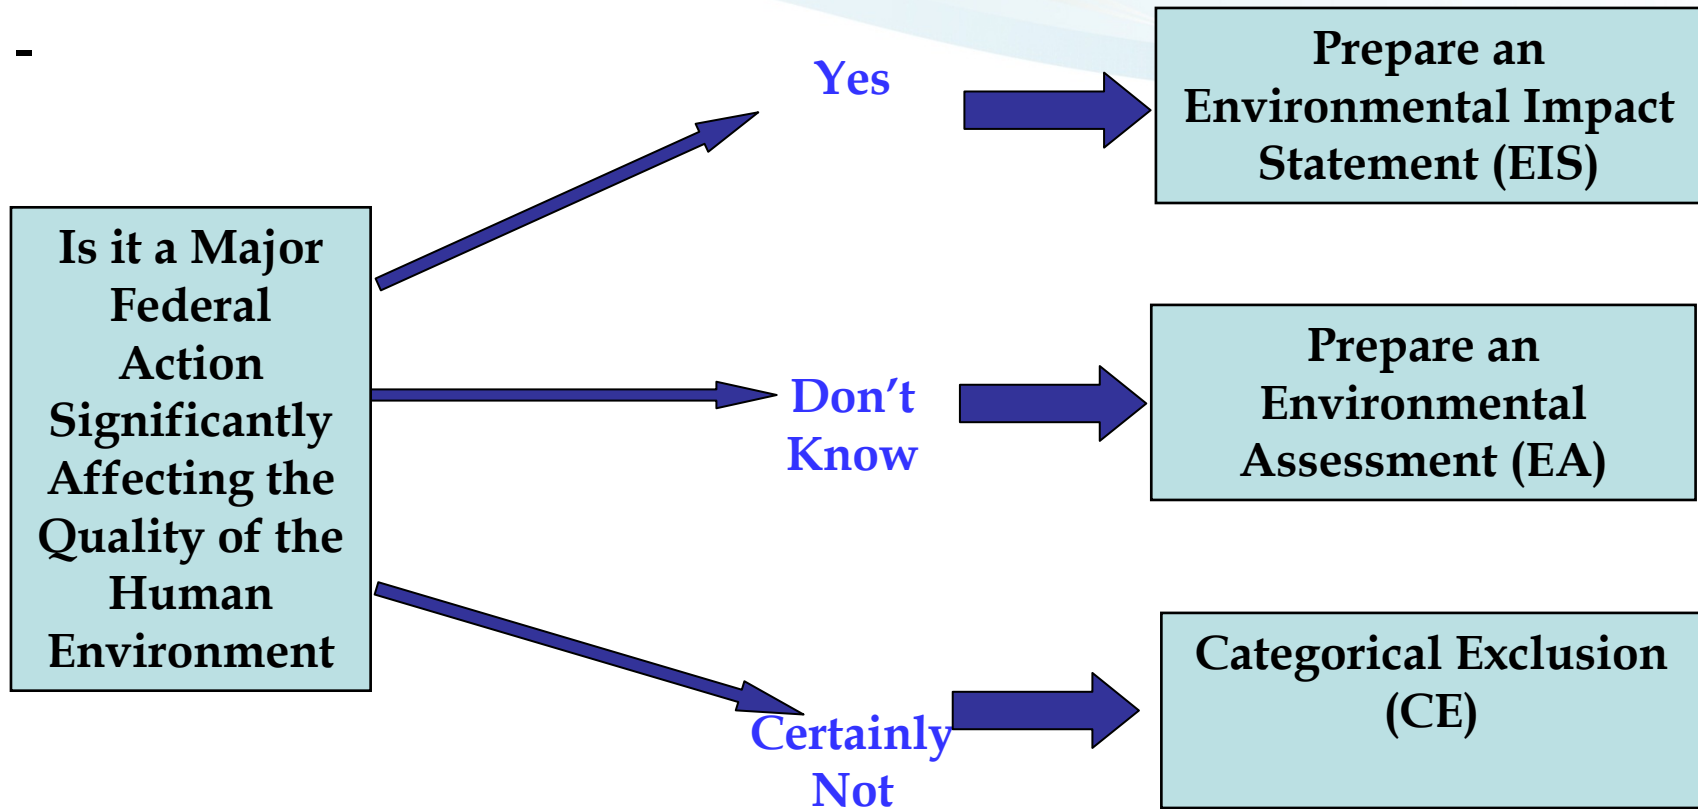 -
Is it a Major
Federal
Action
Significantly
Affecting the
Quality of the
Human
Environment
Yes
Prepare an
Environmental Impact
Statement (EIS)
Don’t
Know
Prepare an
Environmental
Assessment (EA)
Certainly
Not
Categorical Exclusion
(CE)